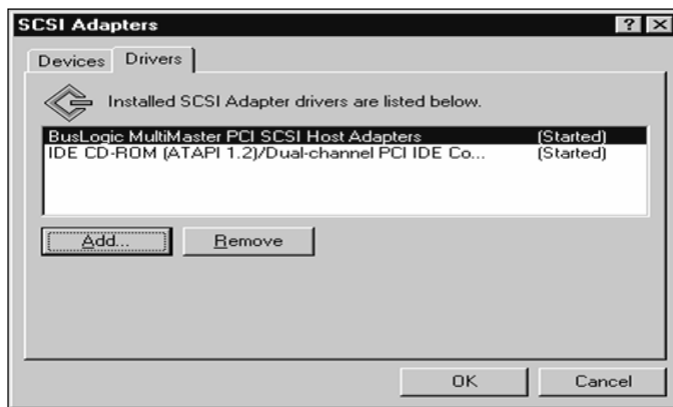 SCSI Adapters
Devices Drivers
Installed SCSI Adapter drivers are listed below.
BusLogic MultiMaster PCI SCSI Host Adapters (Started)
IDE CD-ROM (ATAPI 1.2)/Dual-channel PCI IDE Co... (Started)
Add... Remove
OK Cancel